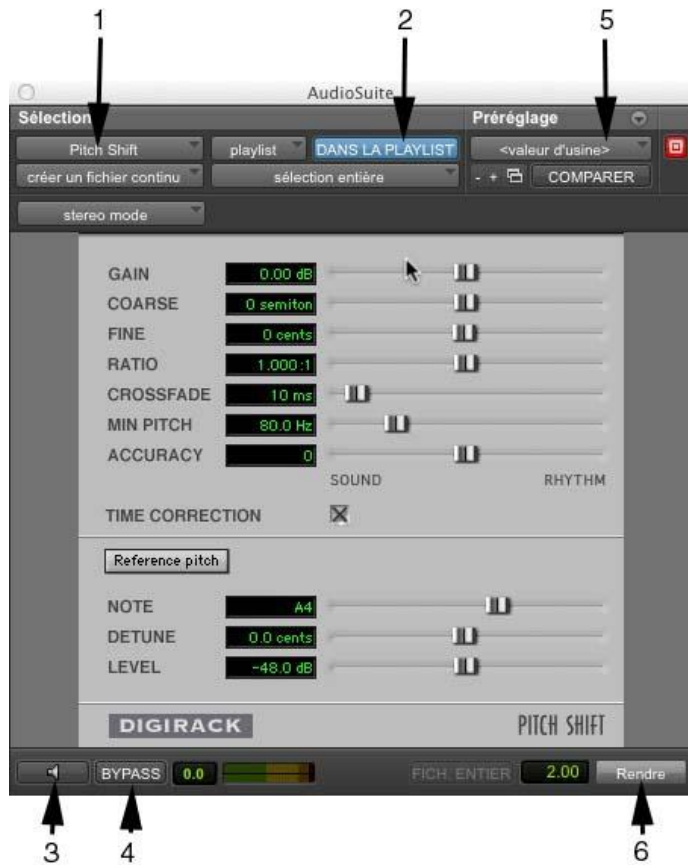 1 2 5
AudioSuite
Sélection Préréglage
Pitch Shift playlist DANS LA PLAYLIST <valeur d'usine>
créer un fichier continu sélection entière - + COMPARER
stereo mode
GAIN 0.00 dB
COARSE 0 semiton
FINE 0 cents
RATIO 1.000:1
CROSSFADE 10 ms
MIN PITCH 80.0 Hz
ACCURACY 0
SOUND RHYTHM
TIME CORRECTION
Reference pitch
NOTE A4
DETUNE 0.0 cents
LEVEL -48.0 dB
DIGIRACK PITCH SHIFT
BYPASS 0.0 FICH. ENTIER 2.00 Rendre
3 4 6